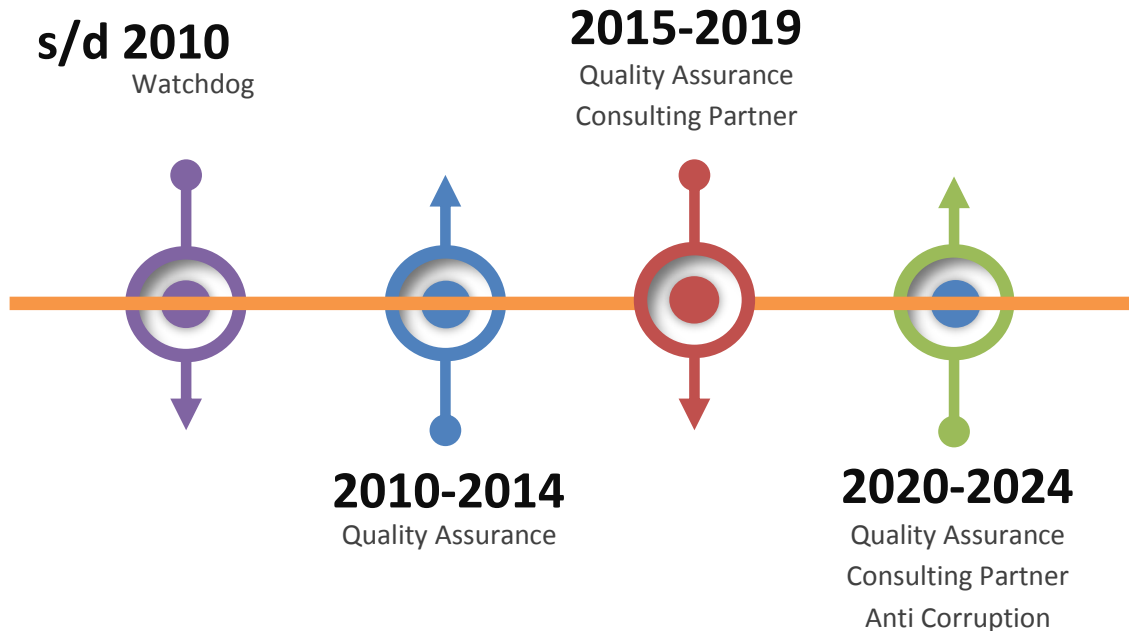 s/d 2010
Watchdog
2010-2014
Quality Assurance
2015-2019
Quality Assurance
Consulting Partner
2020-2024
Quality Assurance
Consulting Partner
Anti Corruption